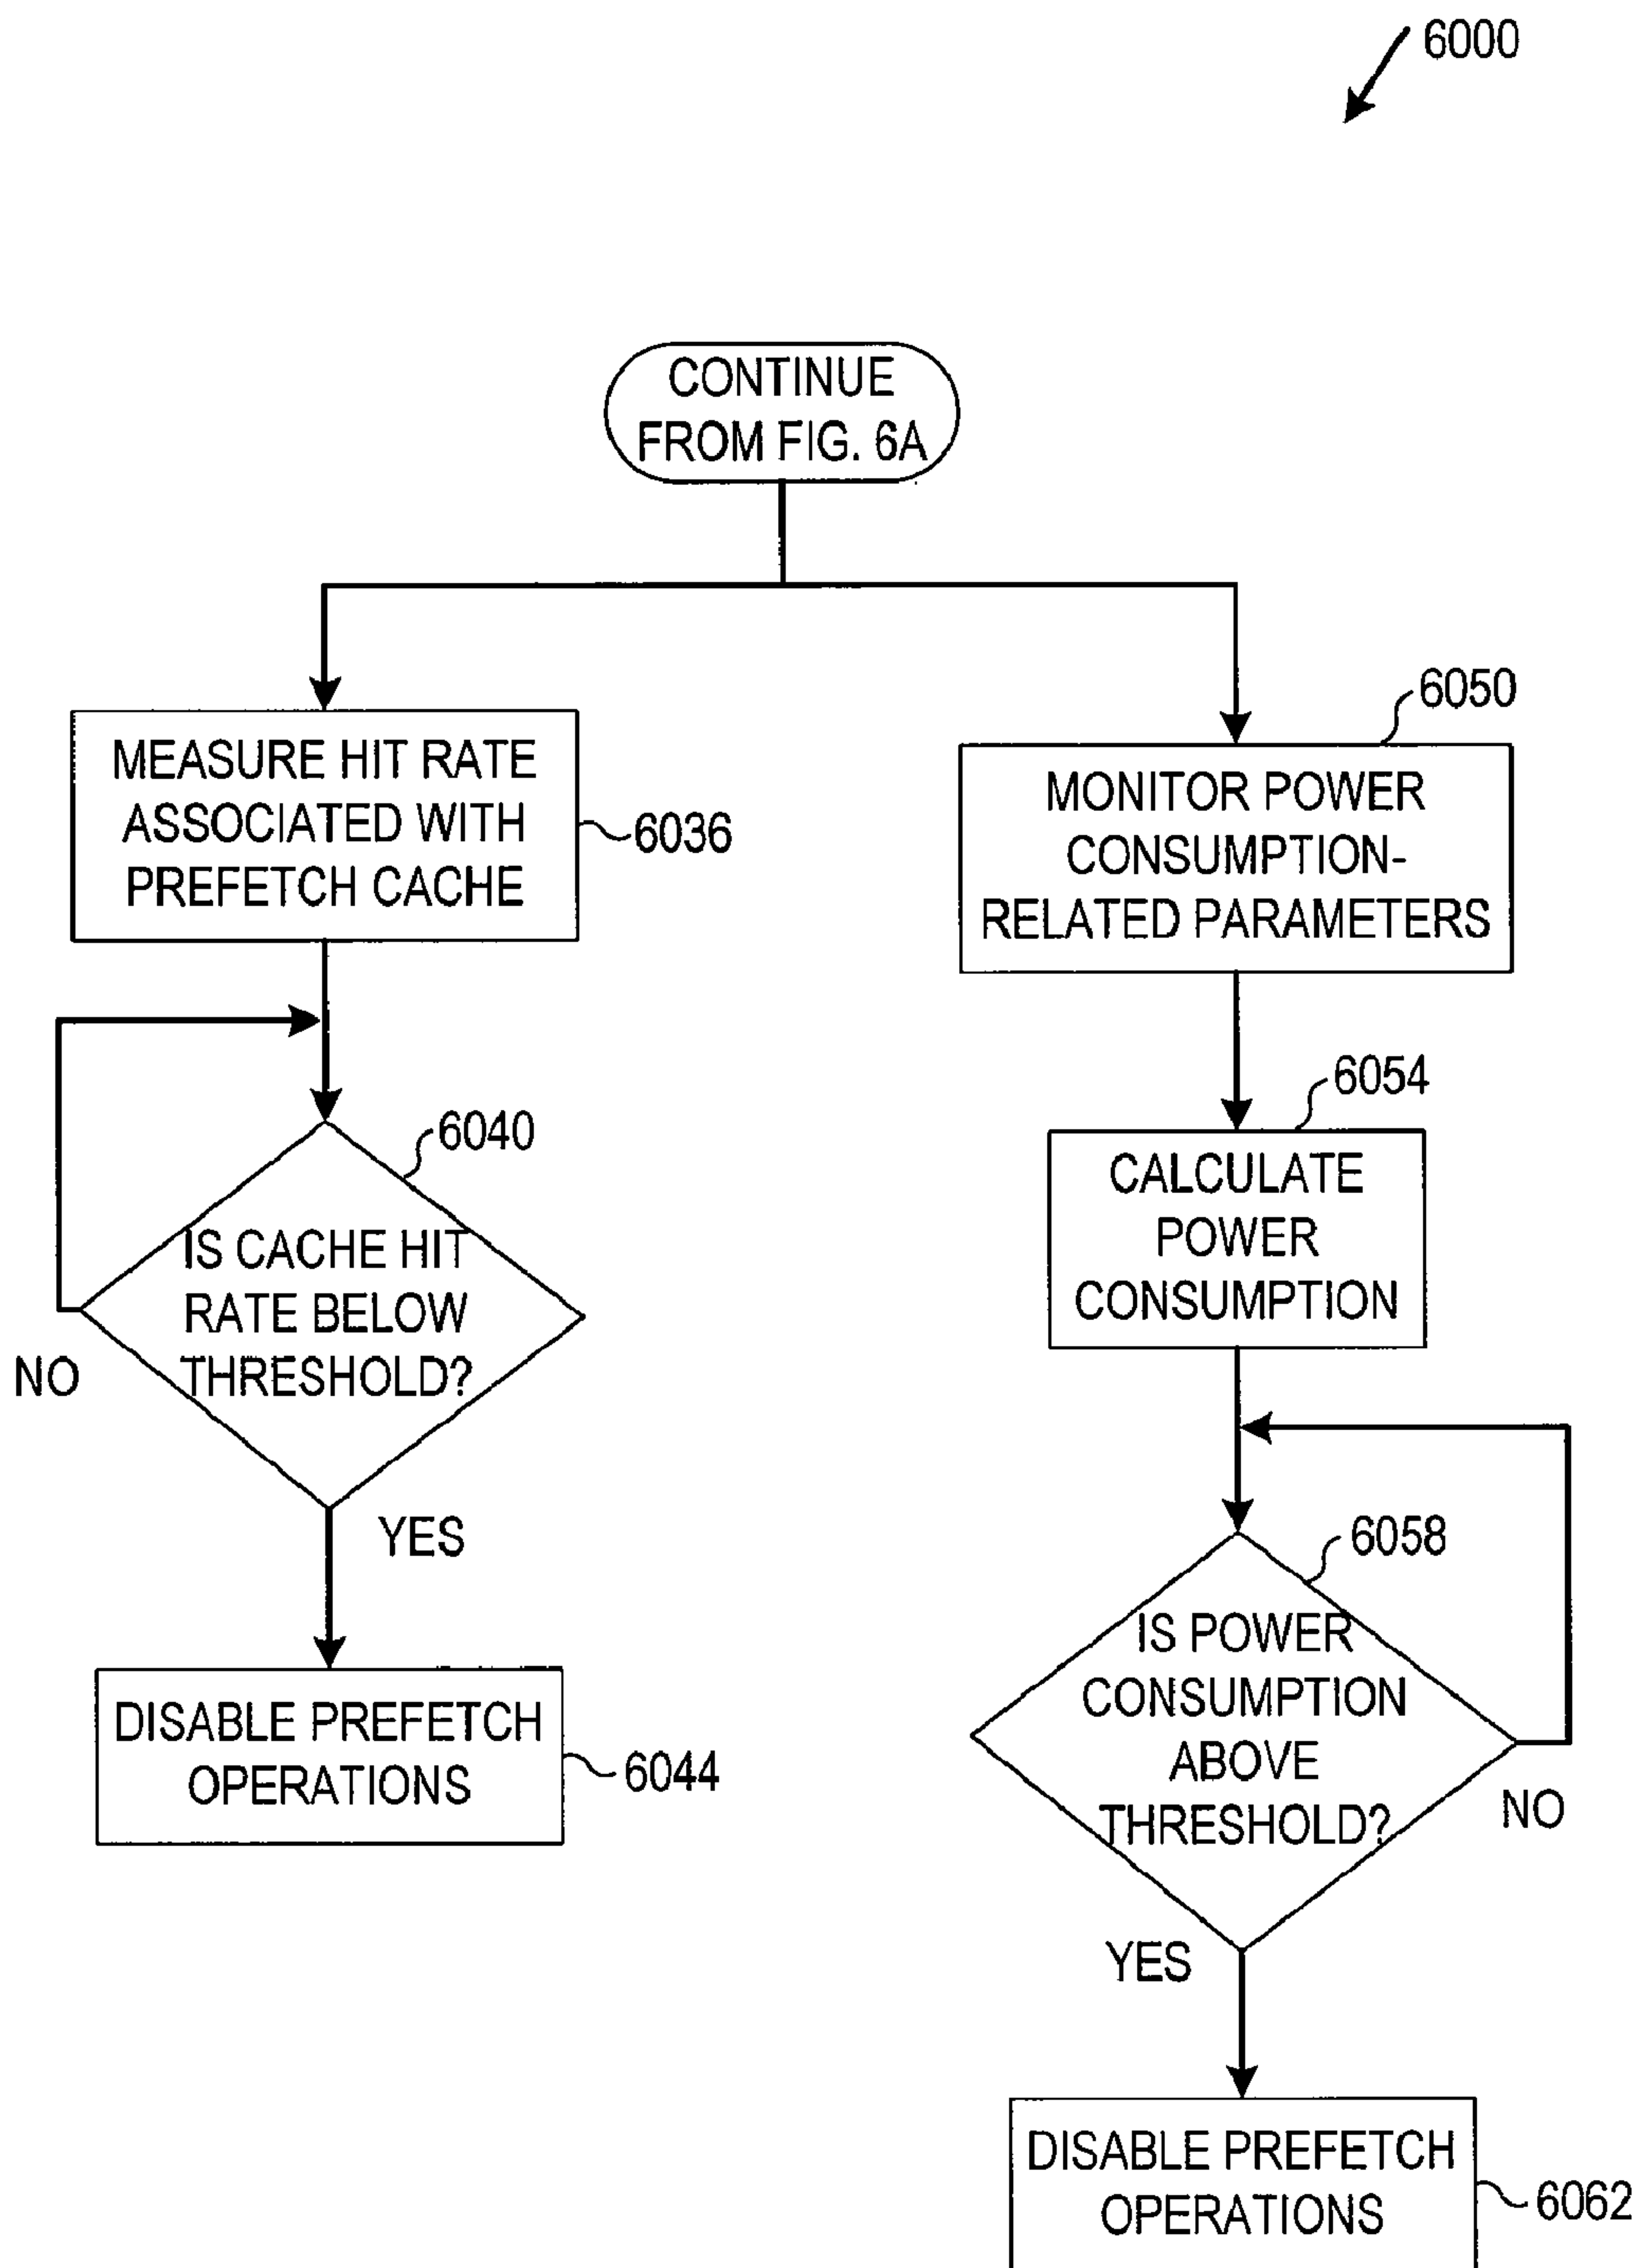 6000
CONTINUE
FROM FIG. 6A
MEASURE HIT RATE
ASSOCIATED WITH
PREFETCH CACHE
6036
6040
IS CACHE HIT
RATE BELOW
THRESHOLD?
NO
YES
DISABLE PREFETCH
OPERATIONS
6044
6050
MONITOR POWER
CONSUMPTION-
RELATED PARAMETERS
6054
CALCULATE
POWER
CONSUMPTION
6058
IS POWER
CONSUMPTION
ABOVE
THRESHOLD?
NO
YES
DISABLE PREFETCH
OPERATIONS
6062